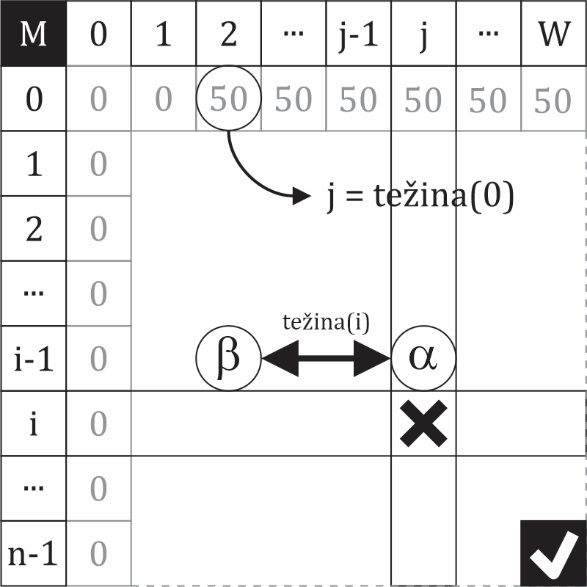 M 0 1 2 ... j-1 j ... W
0 0 0 50 50 50 50 50 50
1 0
j = težina(0)
2 0
... 0
težina(i)
i-1 0 β α
i 0
... 0
n-1 0